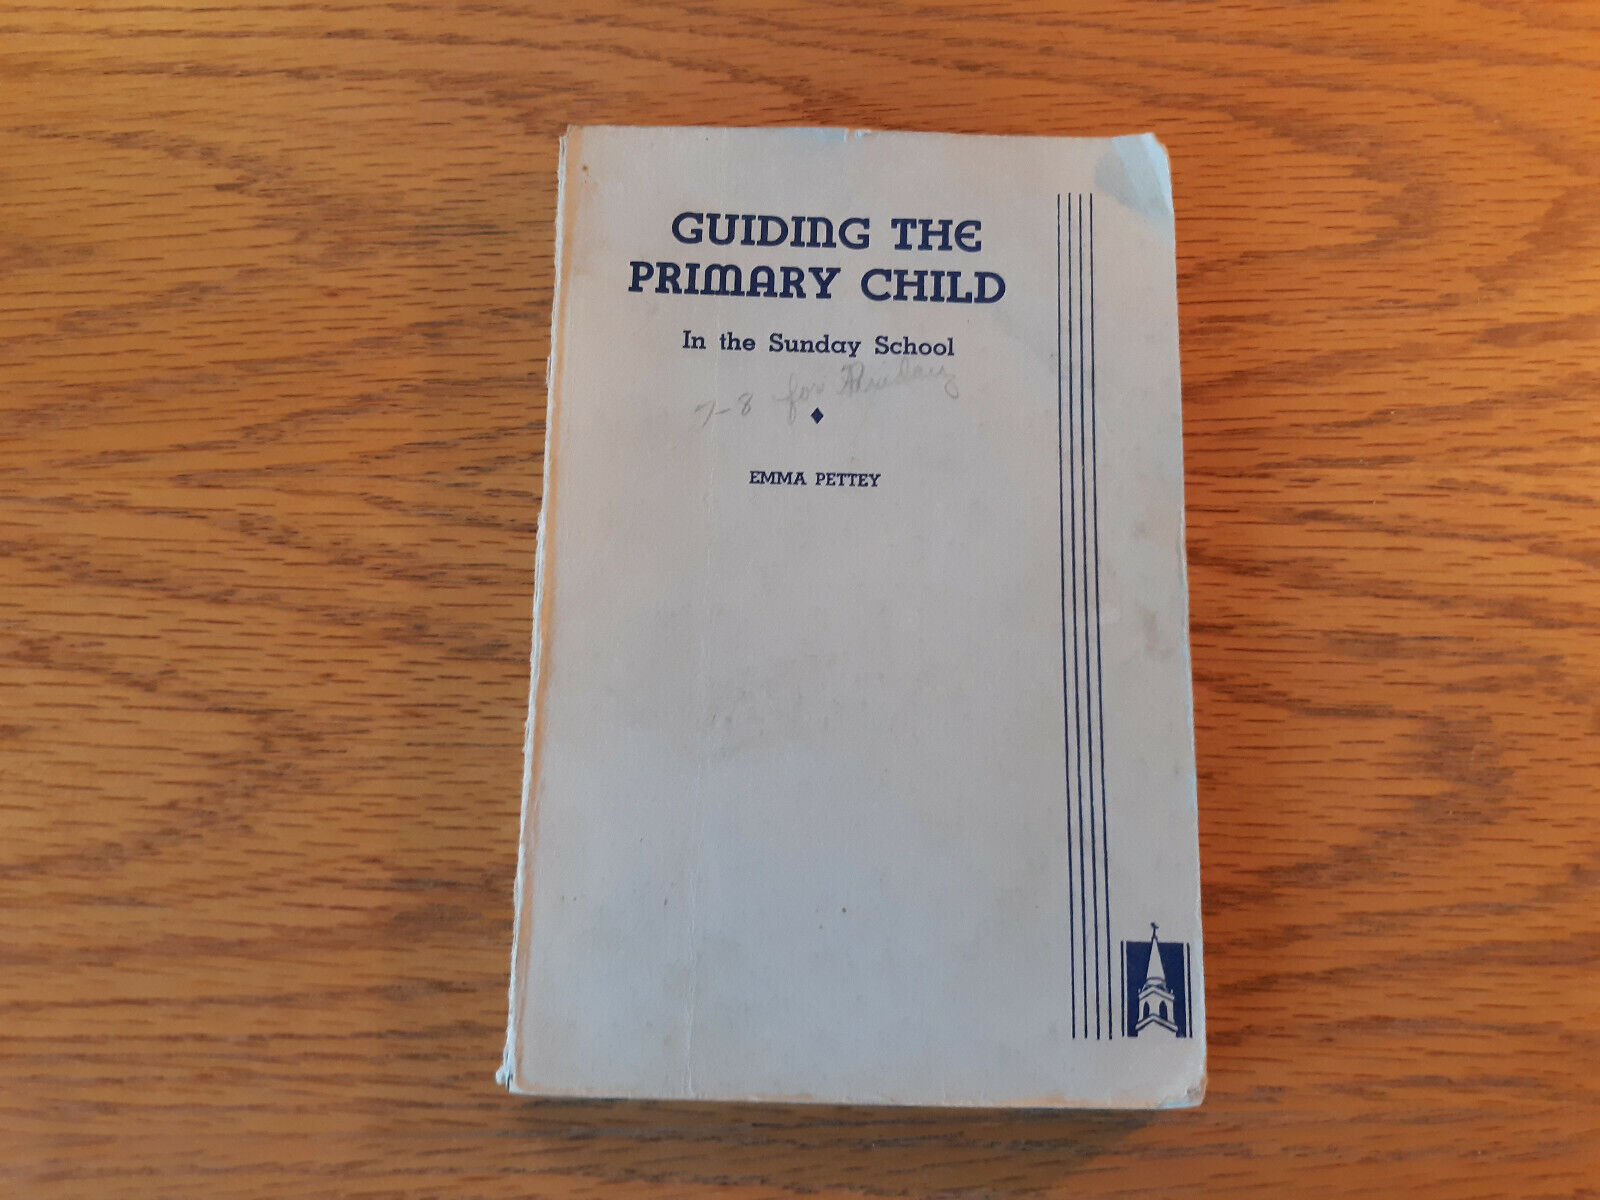 GUIDING THE
PRIMARY CHILD
In the Sunday School
7-8 for
EMMA PETTEY